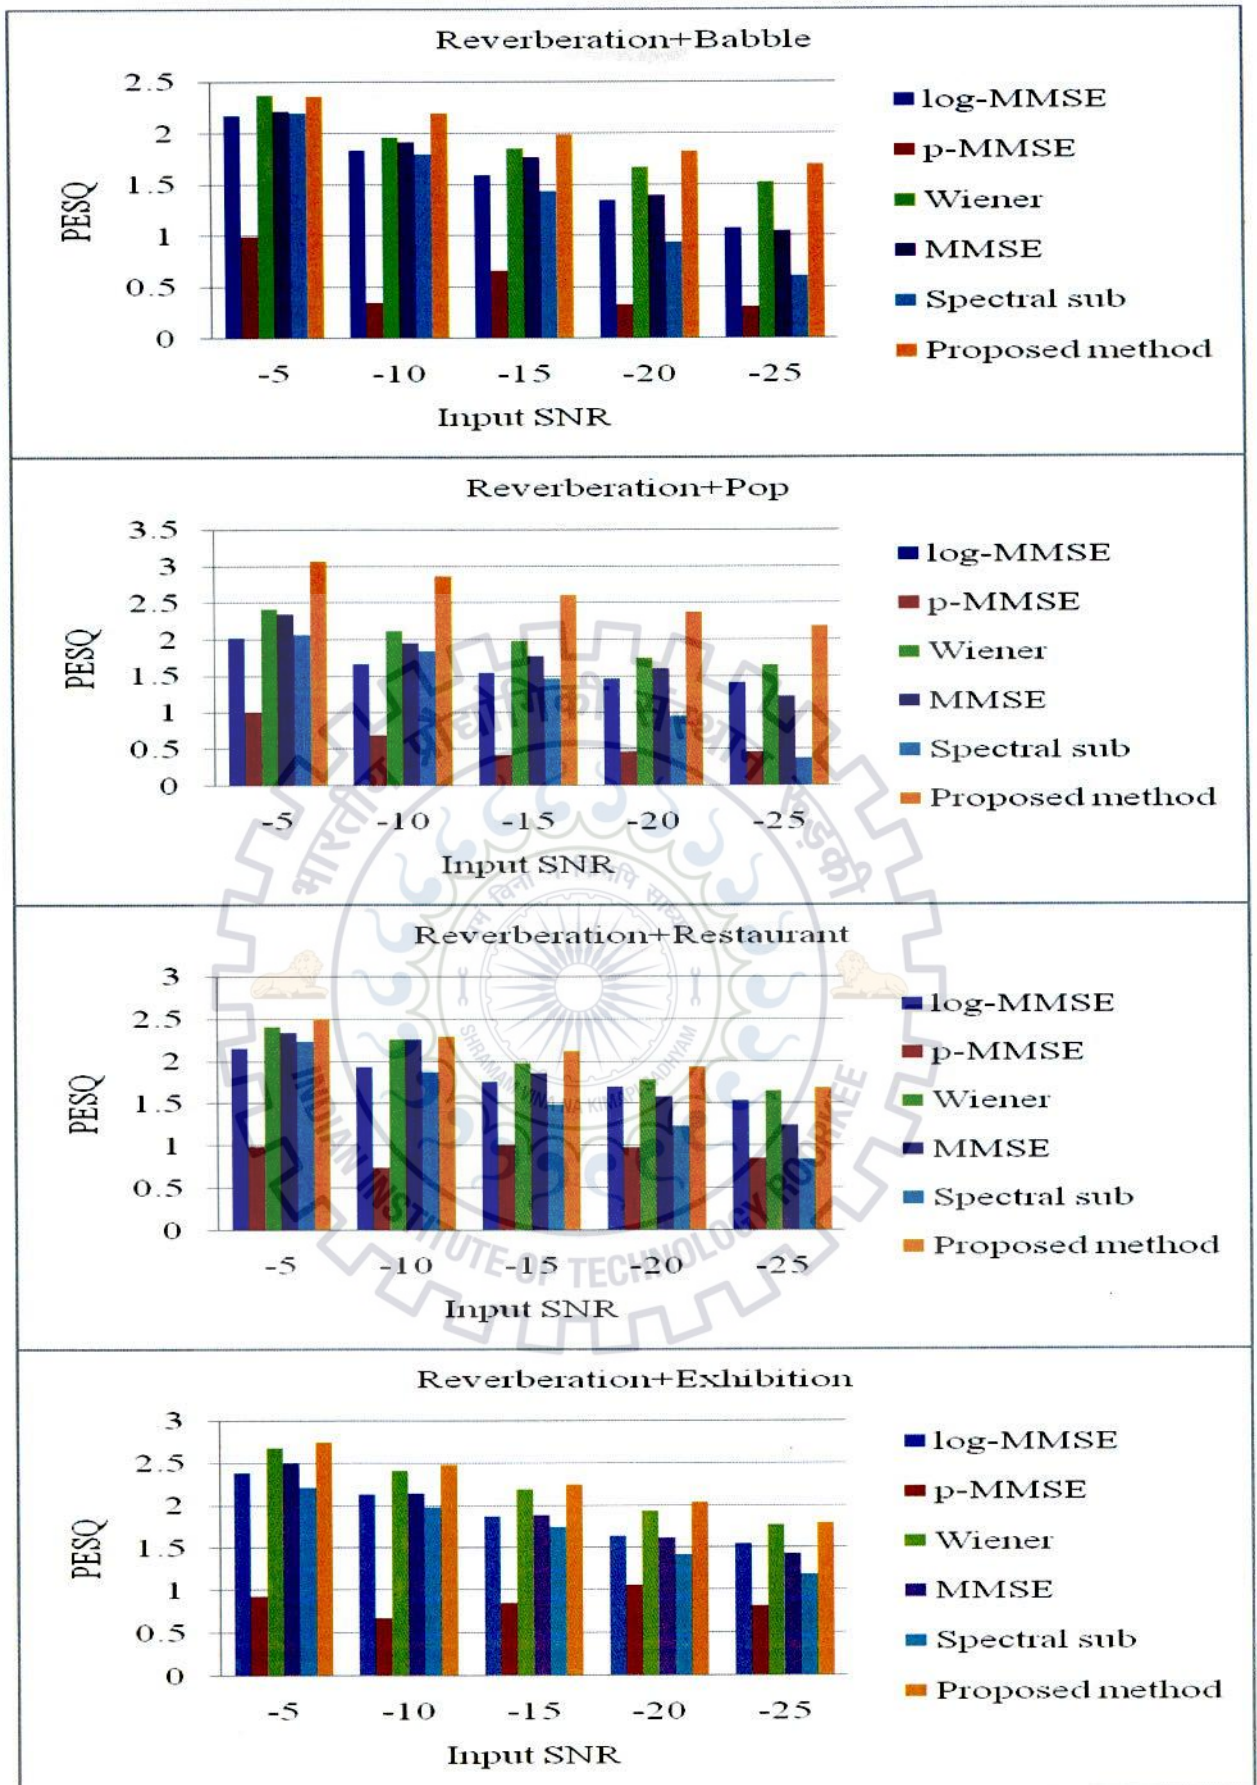 Reverberation+Babble
2.5
2
1.5
1
0.5
0
PESQ
-5 -10 -15 -20 -25
Input SNR
log-MMSE
p-MMSE
Wiener
MMSE
Spectral sub
Proposed method
Reverberation+Pop
3.5
3
2.5
2
1.5
1
0.5
0
PESQ
-5 -10 -15 -20 -25
Input SNR
log-MMSE
p-MMSE
Wiener
MMSE
Spectral sub
Proposed method
Reverberation+Restaurant
3
2.5
2
1.5
1
0.5
0
PESQ
-5 -10 -15 -20 -25
Input SNR
log-MMSE
p-MMSE
Wiener
MMSE
Spectral sub
Proposed method
Reverberation+Exhibition
3
2.5
2
1.5
1
0.5
0
PESQ
-5 -10 -15 -20 -25
Input SNR
log-MMSE
p-MMSE
Wiener
MMSE
Spectral sub
Proposed method
भारतीय प्रौद्योगिकी संस्थान रुड़की
INDIAN INSTITUTE OF TECHNOLOGY ROORKEE
SHRAMAM VINA NA KIMAPI SADHYAM